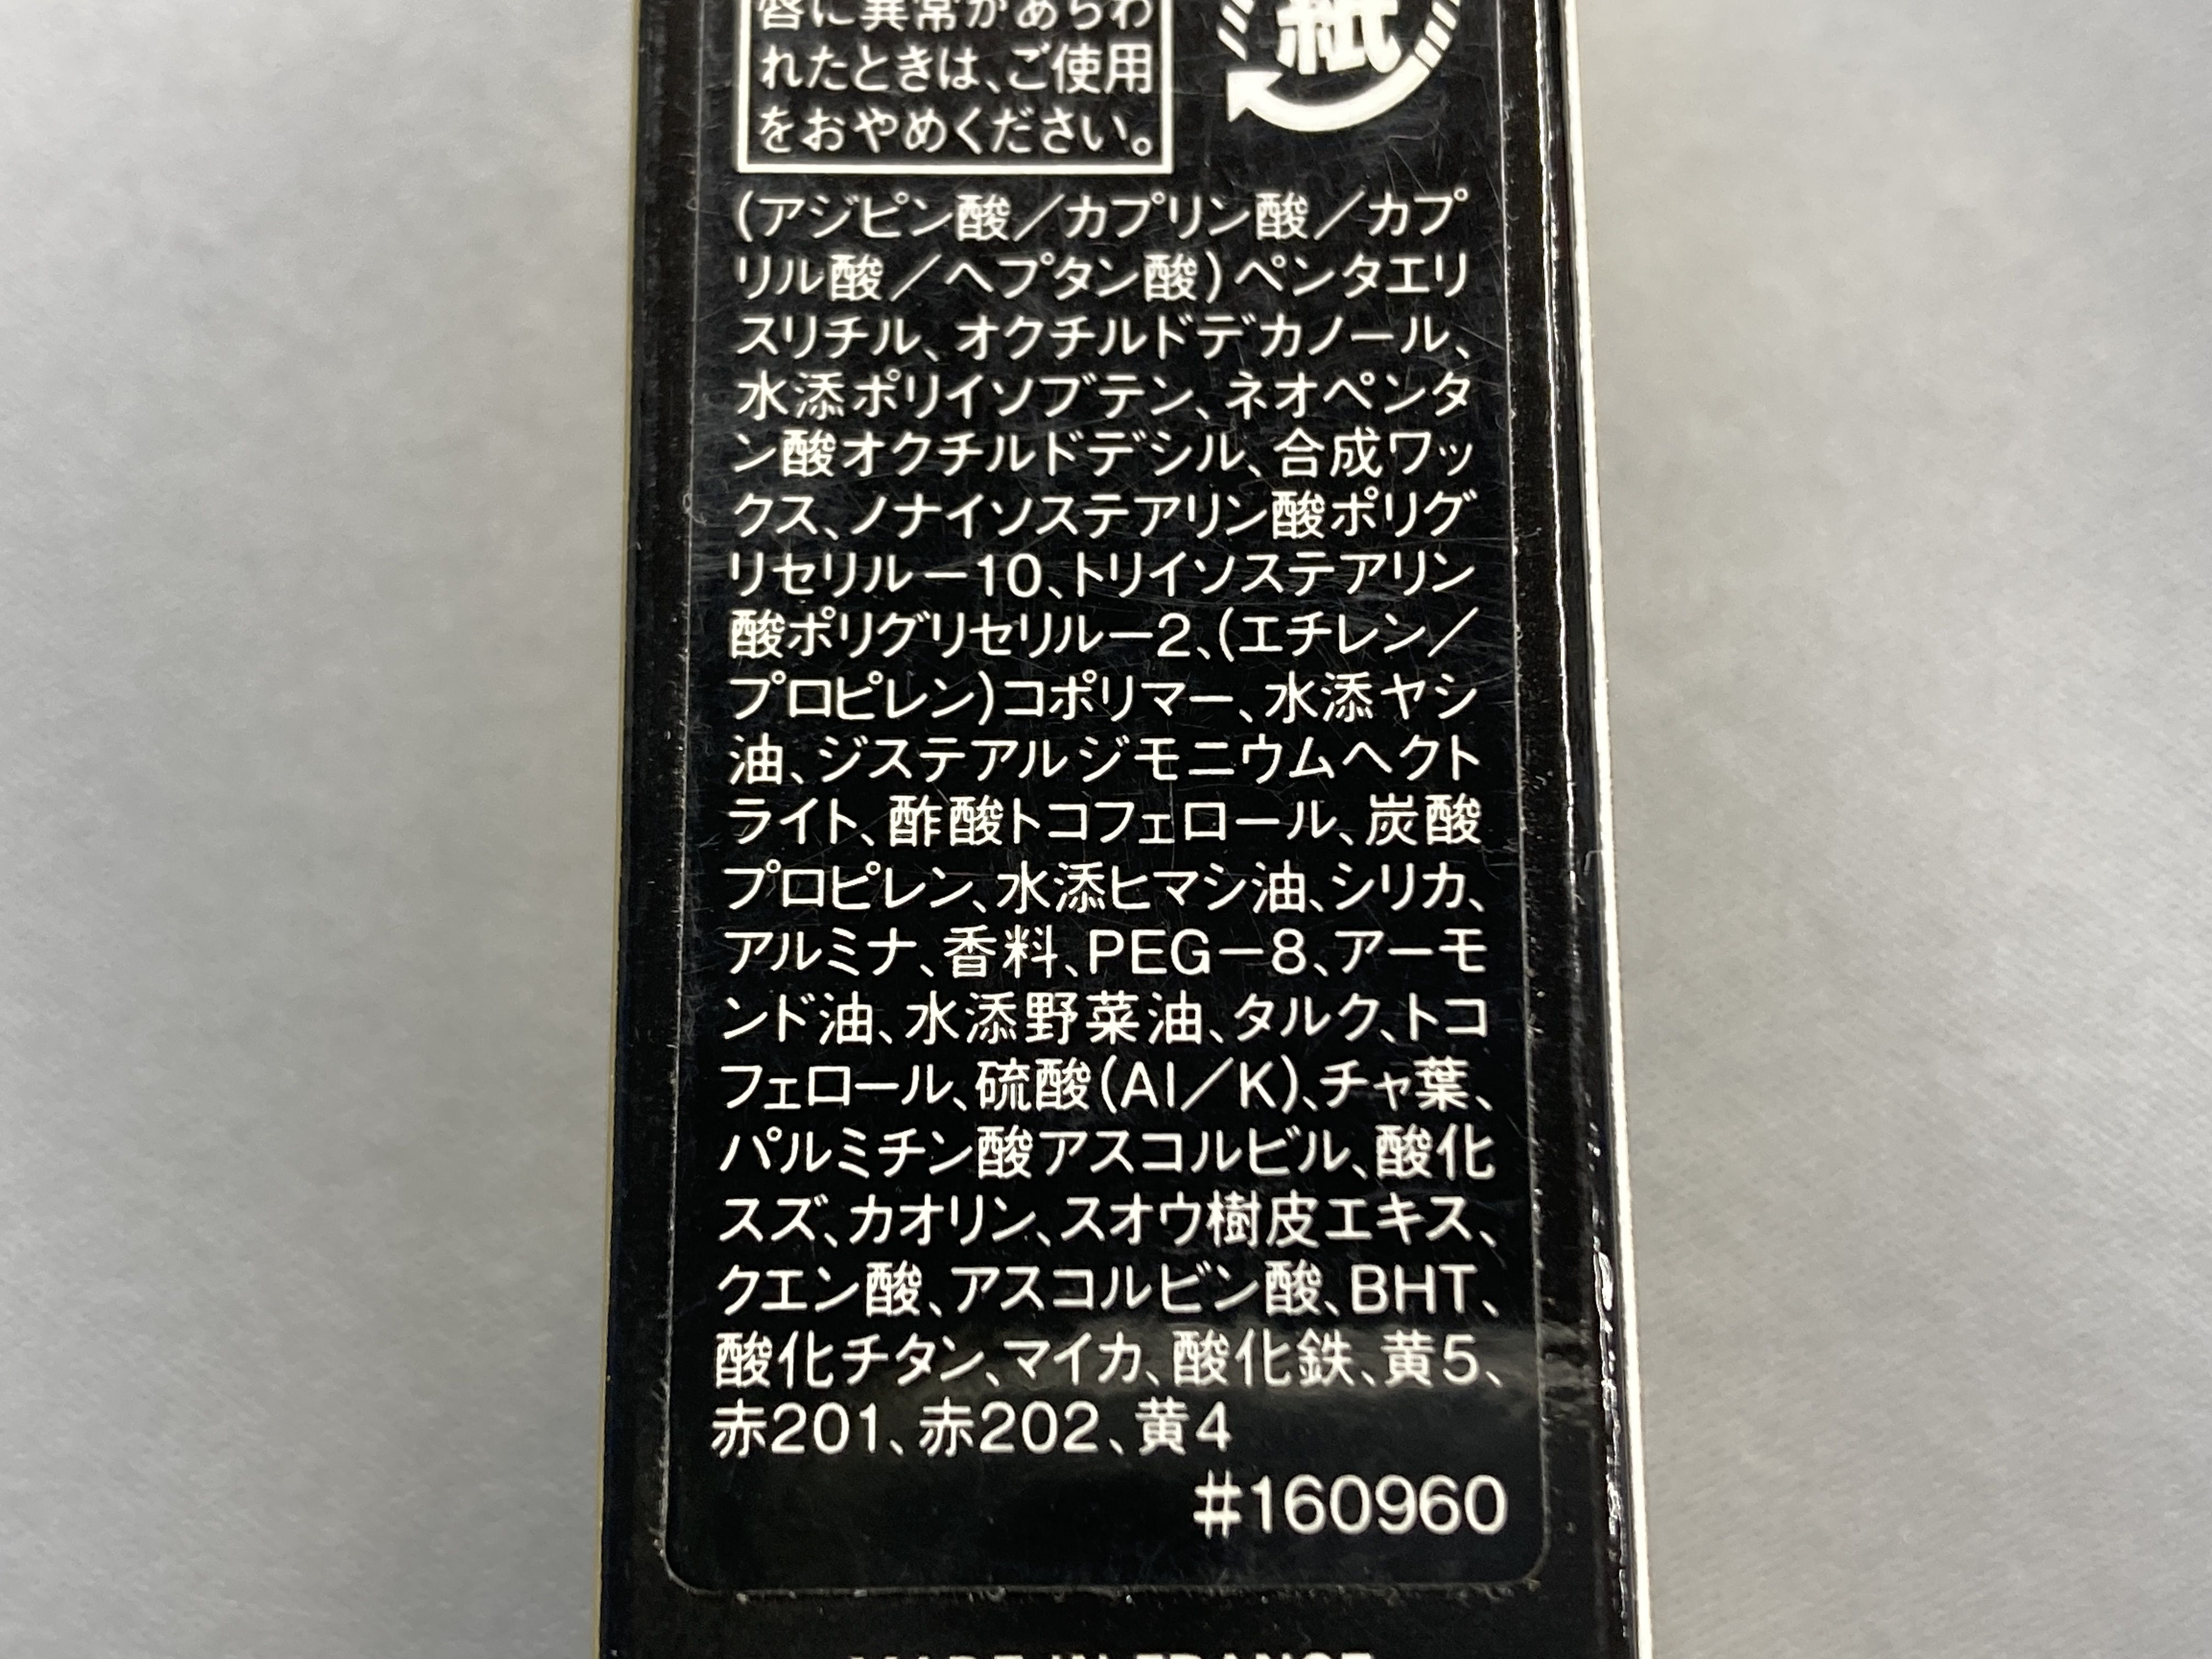 唇に異常があらわ
れたときは、ご使用
をおやめください。
紙
(アジピン酸／カプリン酸／カプ
リル酸／ヘプタン酸)ペンタエリ
スリチル、オクチルドデカノール、
水添ポリイソブテン、ネオペンタ
ン酸オクチルドデシル、合成ワッ
クス、ノナイソステアリン酸ポリグ
リセリル－10、トリイソステアリン
酸ポリグリセリル－2、(エチレン／
プロピレン)コポリマー、水添ヤシ
油、ジステアルジモニウムヘクト
ライト、酢酸トコフェロール、炭酸
プロピレン、水添ヒマシ油、シリカ、
アルミナ、香料、PEG－8、アーモ
ンド油、水添野菜油、タルク、トコ
フェロール、硫酸(Al／K)、チャ葉、
パルミチン酸アスコルビル、酸化
スズ、カオリン、スオウ樹皮エキス、
クエン酸、アスコルビン酸、BHT、
酸化チタン、マイカ、酸化鉄、黄5、
赤201、赤202、黄4
#160960
MADE IN FRANCE